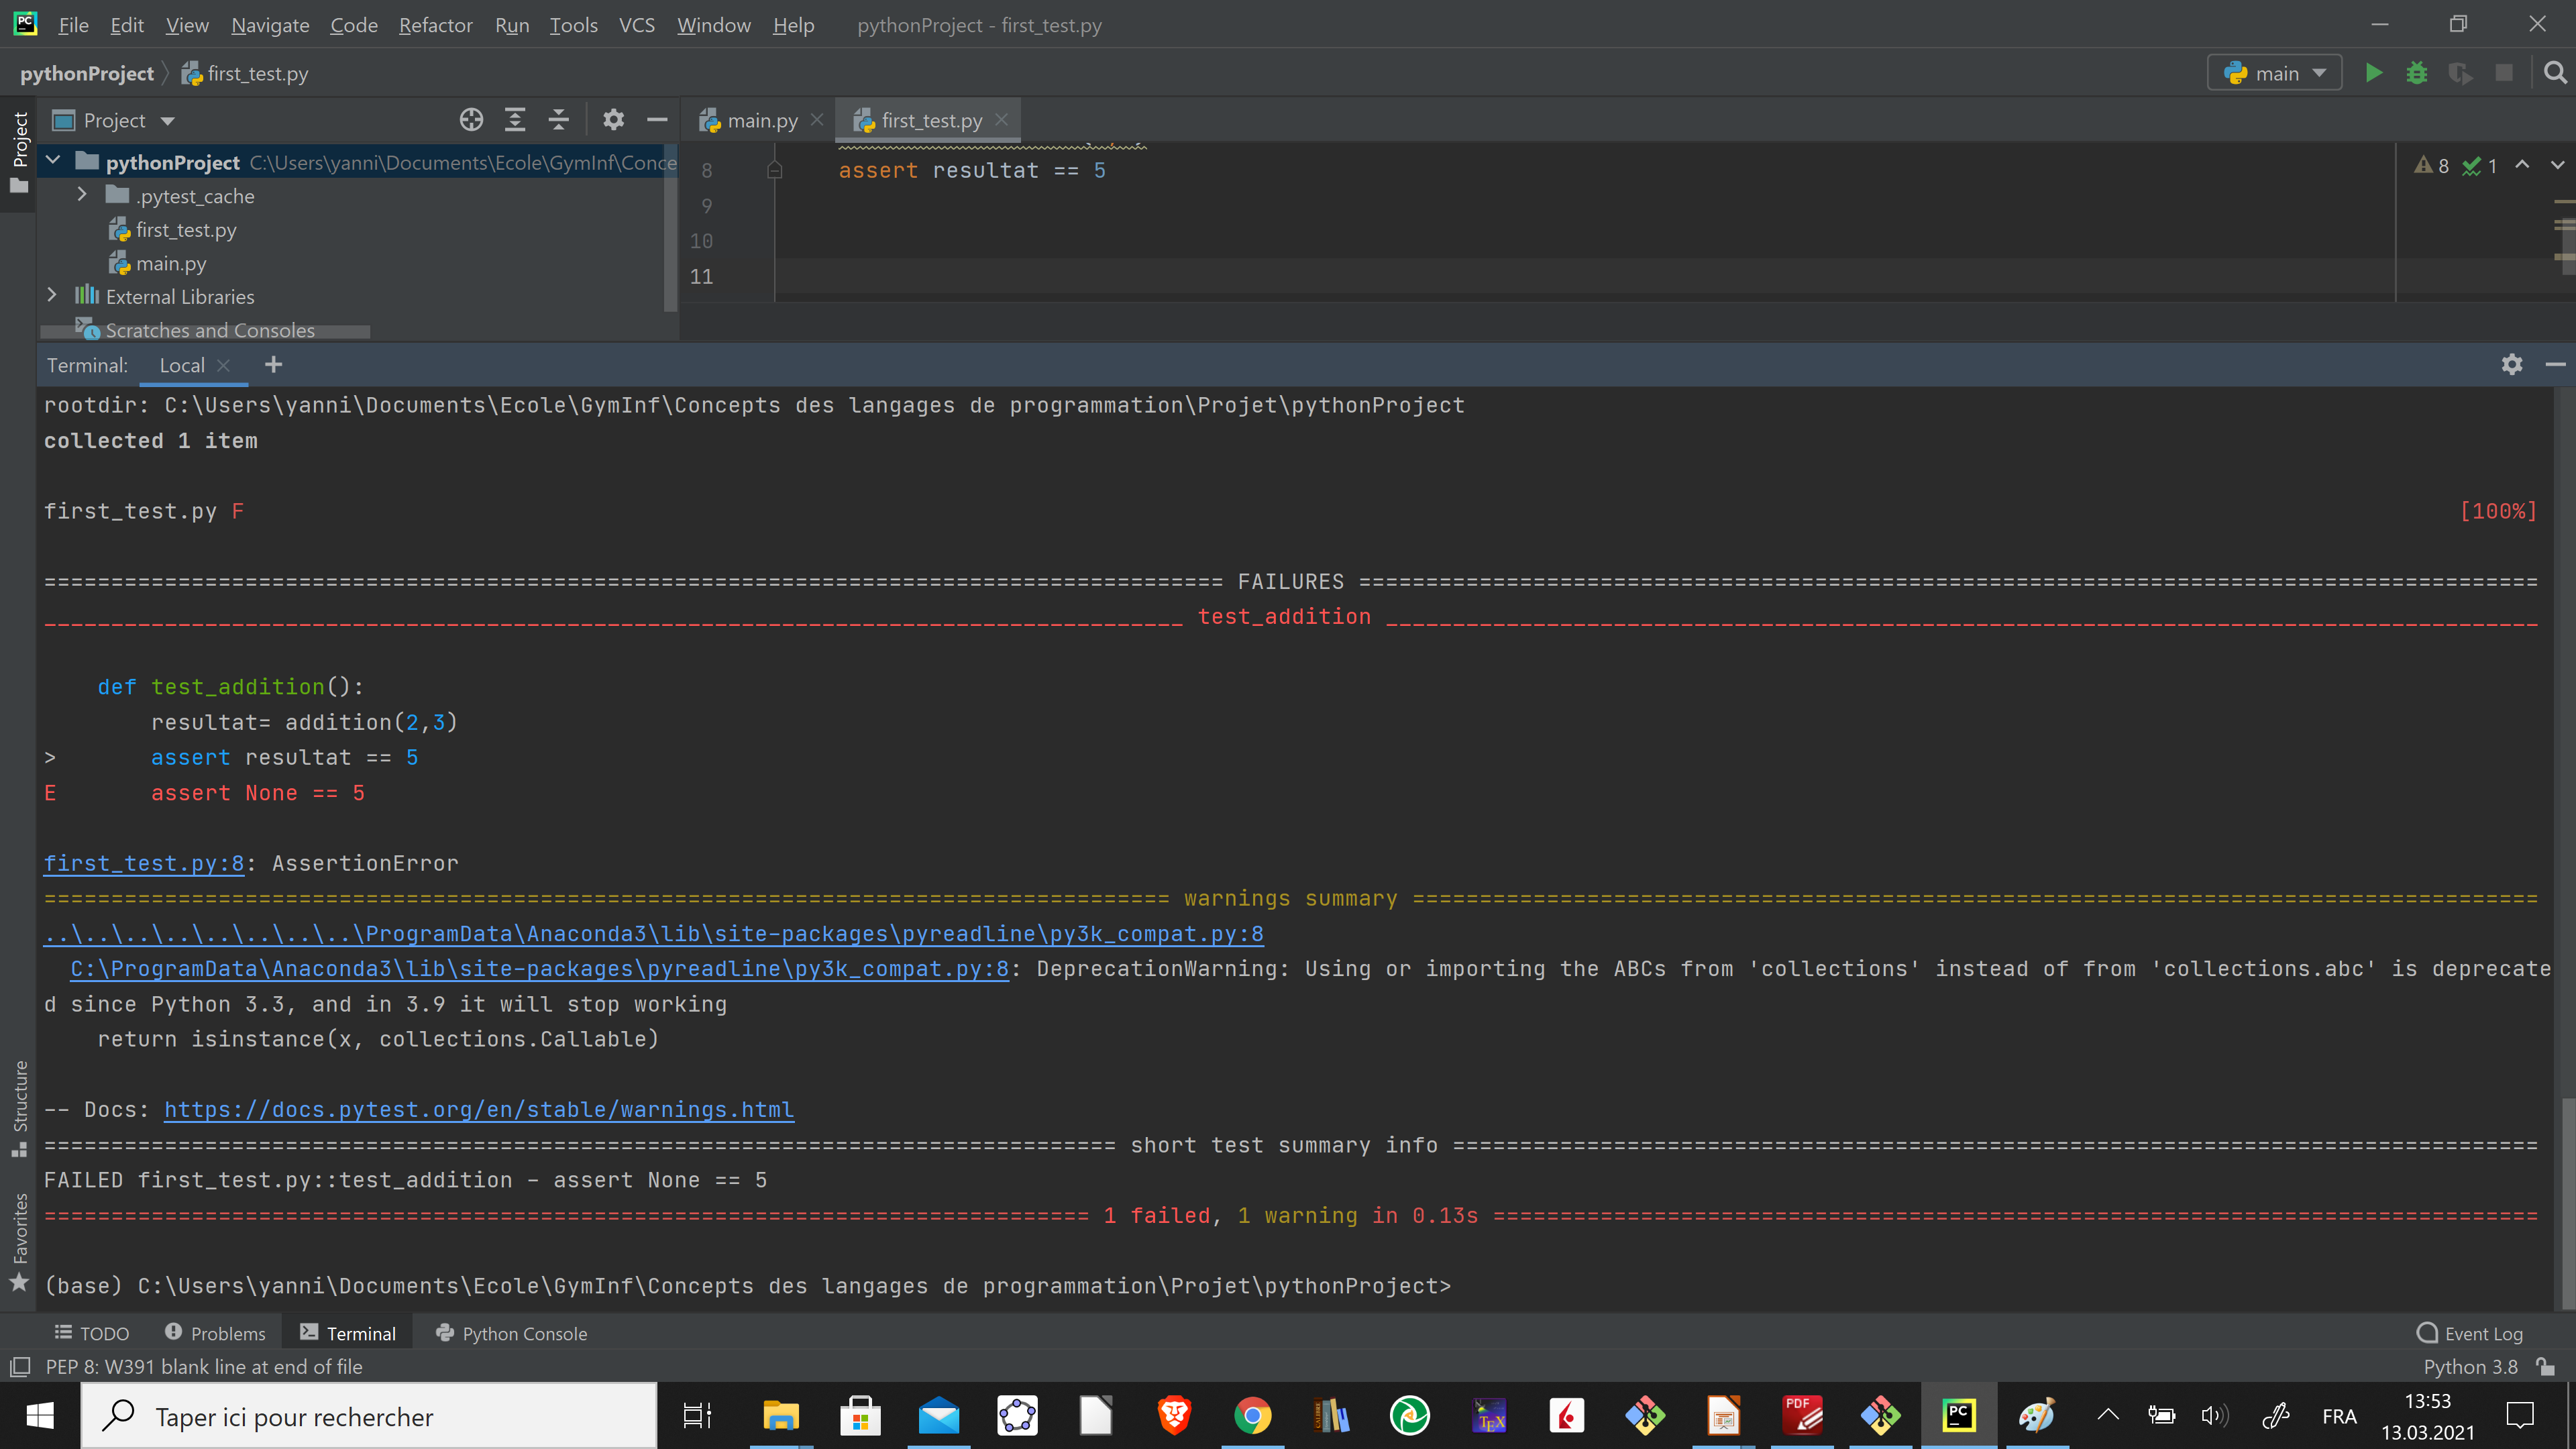 PC File Edit View Navigate Code Refactor Run Tools VCS Window Help pythonProject - first_test.py
pythonProject first_test.py main
Project
Project
main.py first_test.py
pythonProject C:\Users\yanni\Documents\Ecole\GymInf\Conce
.pytest_cache
first_test.py
main.py
External Libraries
Scratches and Consoles
8 assert resultat == 5
9
10
11
8 1
Terminal: Local
rootdir: C:\Users\yanni\Documents\Ecole\GymInf\Concepts des langages de programmation\Projet\pythonProject
collected 1 item
first_test.py F [100%]
======================================================================================== FAILURES ========================================================================================
_____________________________________________________________________________________ test_addition ______________________________________________________________________________________
def test_addition():
resultat= addition(2,3)
> assert resultat == 5
E assert None == 5
first_test.py:8: AssertionError
==================================================================================== warnings summary ====================================================================================
..\..\..\..\..\..\..\..\ProgramData\Anaconda3\lib\site-packages\pyreadline\py3k_compat.py:8
C:\ProgramData\Anaconda3\lib\site-packages\pyreadline\py3k_compat.py:8: DeprecationWarning: Using or importing the ABCs from 'collections' instead of from 'collections.abc' is deprecate
d since Python 3.3, and in 3.9 it will stop working
return isinstance(x, collections.Callable)
-- Docs: https://docs.pytest.org/en/stable/warnings.html
================================================================================ short test summary info =================================================================================
FAILED first_test.py::test_addition - assert None == 5
============================================================================== 1 failed, 1 warning in 0.13s ==============================================================================
(base) C:\Users\yanni\Documents\Ecole\GymInf\Concepts des langages de programmation\Projet\pythonProject>
Structure
Favorites
TODO Problems Terminal Python Console Event Log
PEP 8: W391 blank line at end of file Python 3.8
Taper ici pour rechercher
TEX
PDF
PC
FRA
13:53
13.03.2021